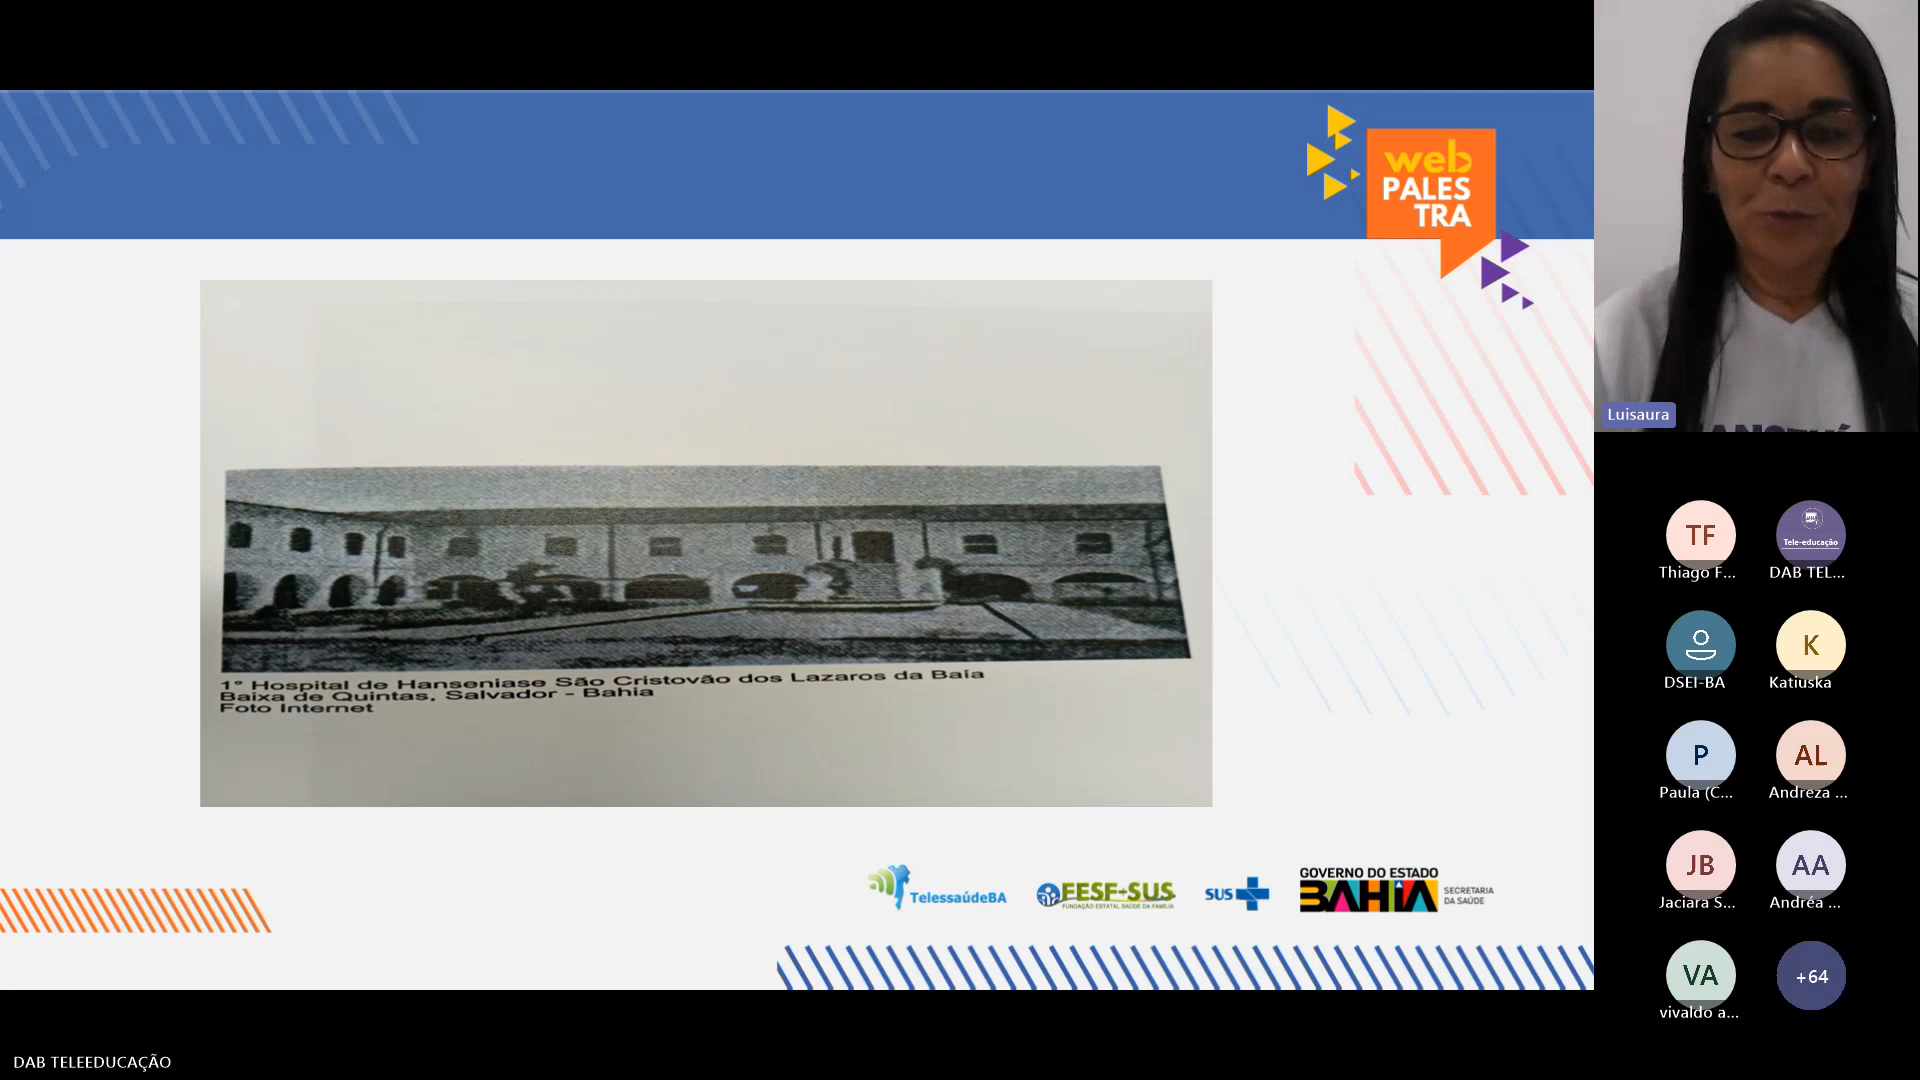 web
PALES
TRA
1° Hospital de Hanseniase São Cristovão dos Lazaros da Baía
Baixa de Quintas, Salvador - Bahia
Foto Internet
TelessaúdeBA
FESF-SUS
FUNDAÇÃO ESTATAL SAÚDE DA FAMÍLIA
SUS
GOVERNO DO ESTADO
BAHIA
SECRETARIA
DA SAÚDE
DAB TELEEDUCAÇÃO
Luisaura
TF
Thiago F...
Tele-educação
DAB TEL...
DSEI-BA
K
Katiuska
P
Paula (C...
AL
Andreza ...
JB
Jaciara S...
AA
Andréa ...
VA
vivaldo a...
+64